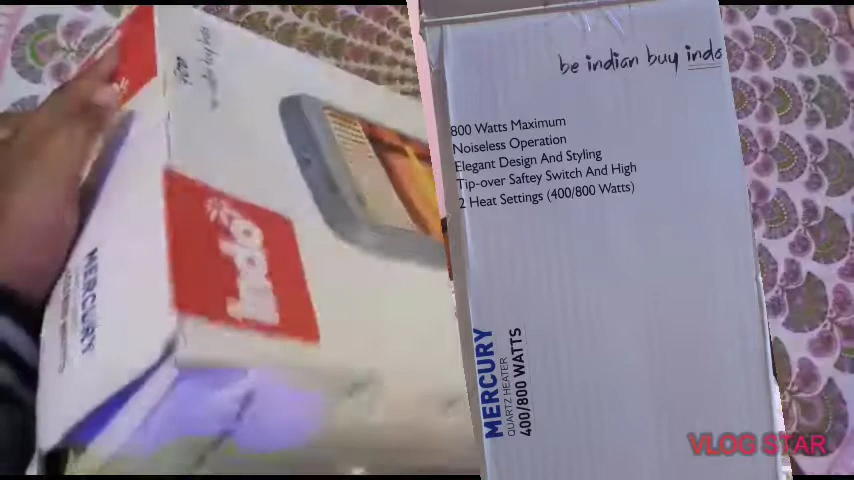 indo
MERCURY
be indian buy indo
800 Watts Maximum
Noiseless Operation
Elegant Design And Styling
Tip-over Saftey Switch And High
2 Heat Settings (400/800 Watts)
MERCURY
QUARTZ HEATER
400/800 WATTS
VLOG STAR